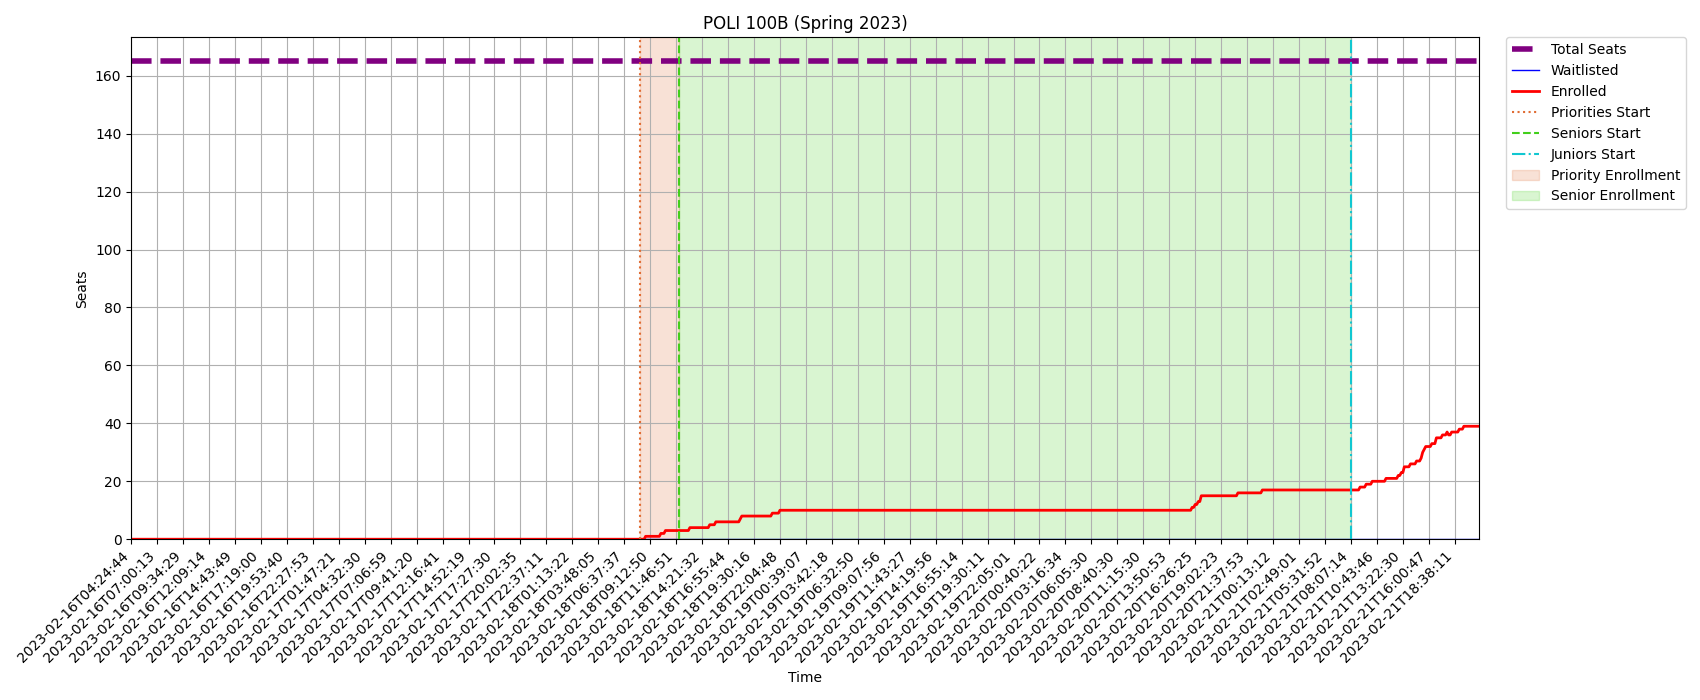 POLI 100B (Spring 2023)
Total Seats
Waitlisted
Enrolled
Priorities Start
Seniors Start
Juniors Start
Priority Enrollment
Senior Enrollment
Seats
160
140
120
100
80
60
40
20
0
2023-02-16T04:24:44
2023-02-16T07:00:13
2023-02-16T09:34:29
2023-02-16T12:09:14
2023-02-16T14:43:49
2023-02-16T17:19:00
2023-02-16T19:53:40
2023-02-16T22:27:53
2023-02-17T01:47:21
2023-02-17T04:32:30
2023-02-17T07:06:59
2023-02-17T09:41:20
2023-02-17T12:16:41
2023-02-17T14:52:19
2023-02-17T17:27:30
2023-02-17T20:02:35
2023-02-17T22:37:11
2023-02-18T01:13:22
2023-02-18T03:48:05
2023-02-18T06:37:37
2023-02-18T09:12:50
2023-02-18T11:46:51
2023-02-18T14:21:32
2023-02-18T16:55:44
2023-02-18T19:30:16
2023-02-18T22:04:48
2023-02-19T00:39:07
2023-02-19T03:42:18
2023-02-19T06:32:50
2023-02-19T09:07:56
2023-02-19T11:43:27
2023-02-19T14:19:56
2023-02-19T16:55:14
2023-02-19T19:30:11
2023-02-19T22:05:01
2023-02-20T00:40:22
2023-02-20T03:16:34
2023-02-20T06:05:30
2023-02-20T08:40:30
2023-02-20T11:15:30
2023-02-20T13:50:53
2023-02-20T16:26:25
2023-02-20T19:02:23
2023-02-20T21:37:53
2023-02-21T00:13:12
2023-02-21T02:49:01
2023-02-21T05:31:52
2023-02-21T08:07:14
2023-02-21T10:43:46
2023-02-21T13:22:30
2023-02-21T16:00:47
2023-02-21T18:38:11
Time